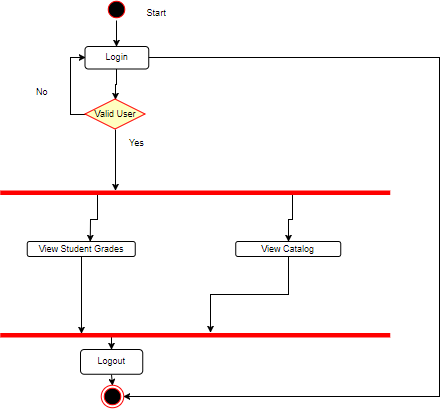 Start
Login
No
Valid User
Yes
View Student Grades
View Catalog
Logout